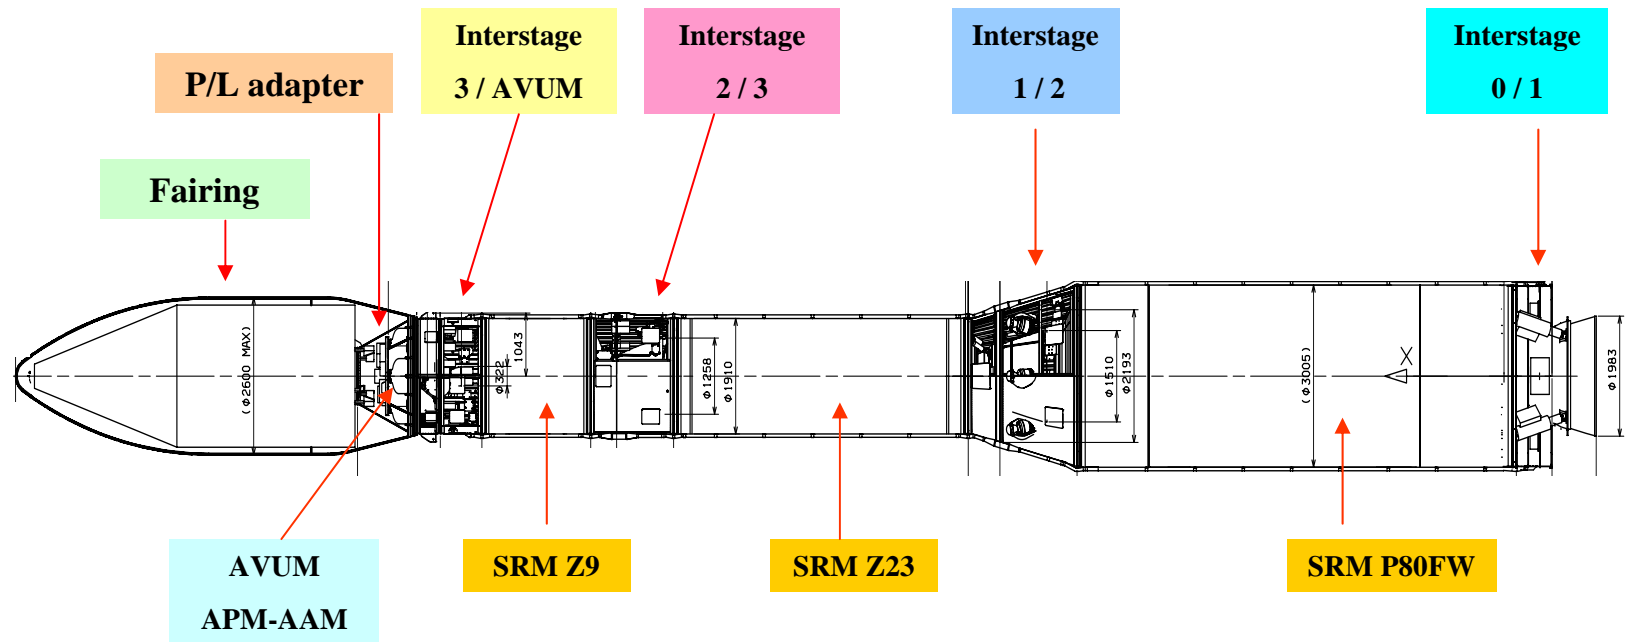 Interstage
3 / AVUM
Interstage
2 / 3
Interstage
1 / 2
Interstage
0 / 1
P/L adapter
Fairing
(Φ2600 MAX)
1043
Φ322
Φ1258
Φ1910
Φ1510
Φ2193
(Φ3005)
X
Φ1983
AVUM
APM-AAM
SRM Z9
SRM Z23
SRM P80FW